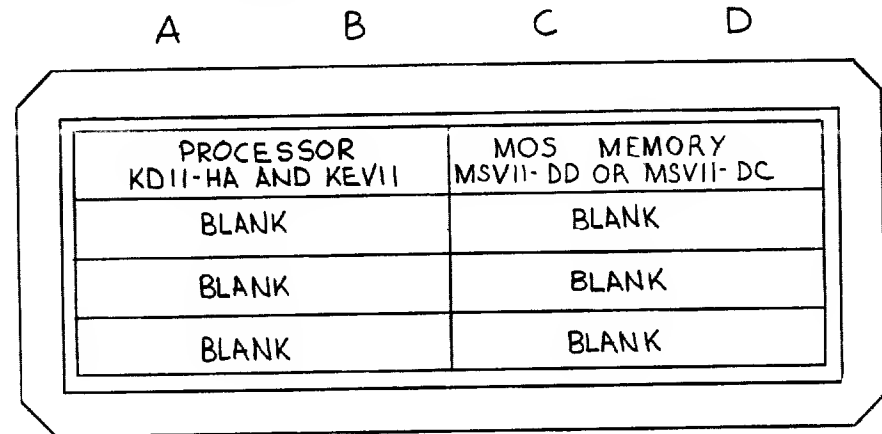 A B C D
PROCESSOR MOS MEMORY
KD11-HA AND KEV11 MSV11-DD OR MSV11-DC
BLANK BLANK
BLANK BLANK
BLANK BLANK